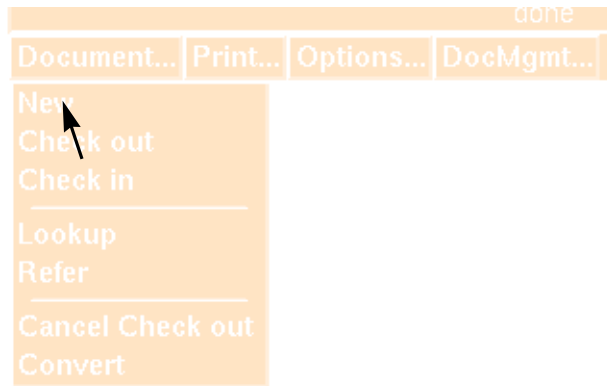 done
Document... Print... Options... DocMgmt...
New
Check out
Check in
Lookup
Refer
Cancel Check out
Convert